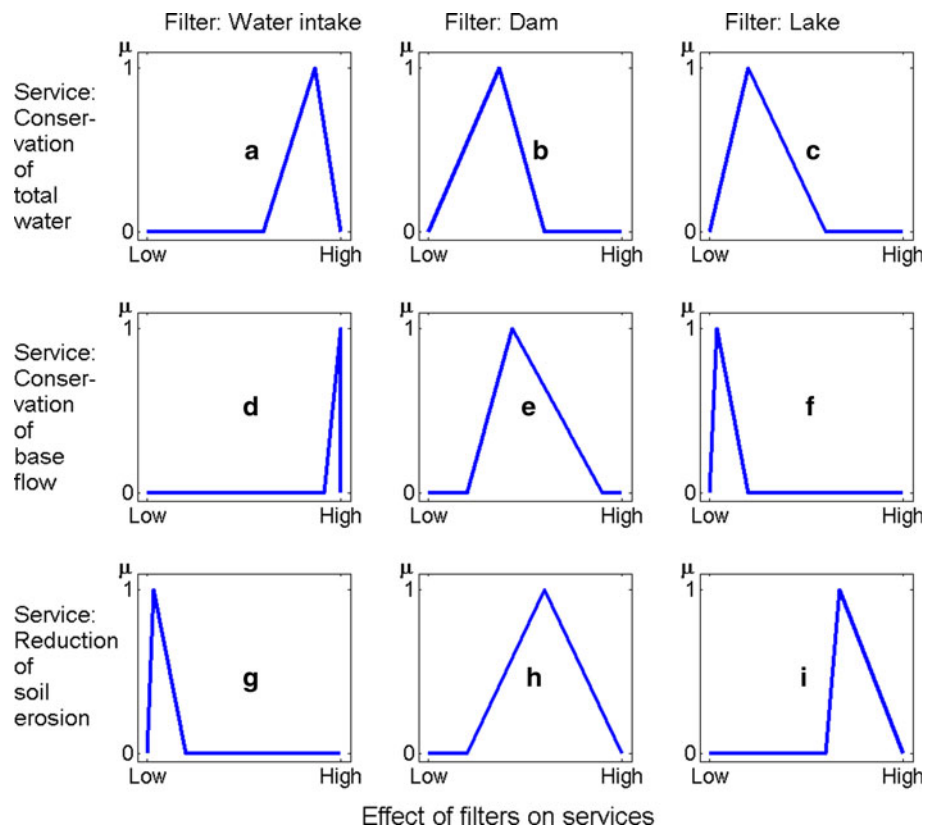 Filter: Water intake
Filter: Dam
Filter: Lake
Service:
Conser-
vation
of
total
water
μ
1
0
Low
High
a
μ
1
0
Low
High
b
μ
1
0
Low
High
c
Service:
Conser-
vation
of
base
flow
μ
1
0
Low
High
d
μ
1
0
Low
High
e
μ
1
0
Low
High
f
Service:
Reduction
of
soil
erosion
μ
1
0
Low
High
g
μ
1
0
Low
High
h
μ
1
0
Low
High
i
Effect of filters on services